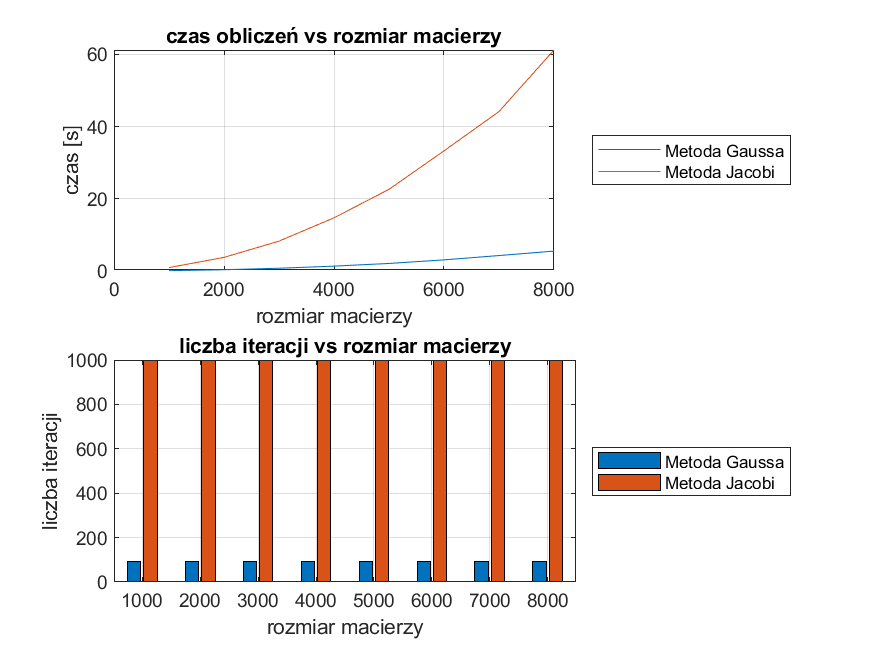 czas obliczeń vs rozmiar macierzy
60
40
20
0
czas [s]
0 2000 4000 6000 8000
rozmiar macierzy
Metoda Gaussa
Metoda Jacobi
liczba iteracji vs rozmiar macierzy
1000
800
600
400
200
0
liczba iteracji
1000 2000 3000 4000 5000 6000 7000 8000
rozmiar macierzy
Metoda Gaussa
Metoda Jacobi